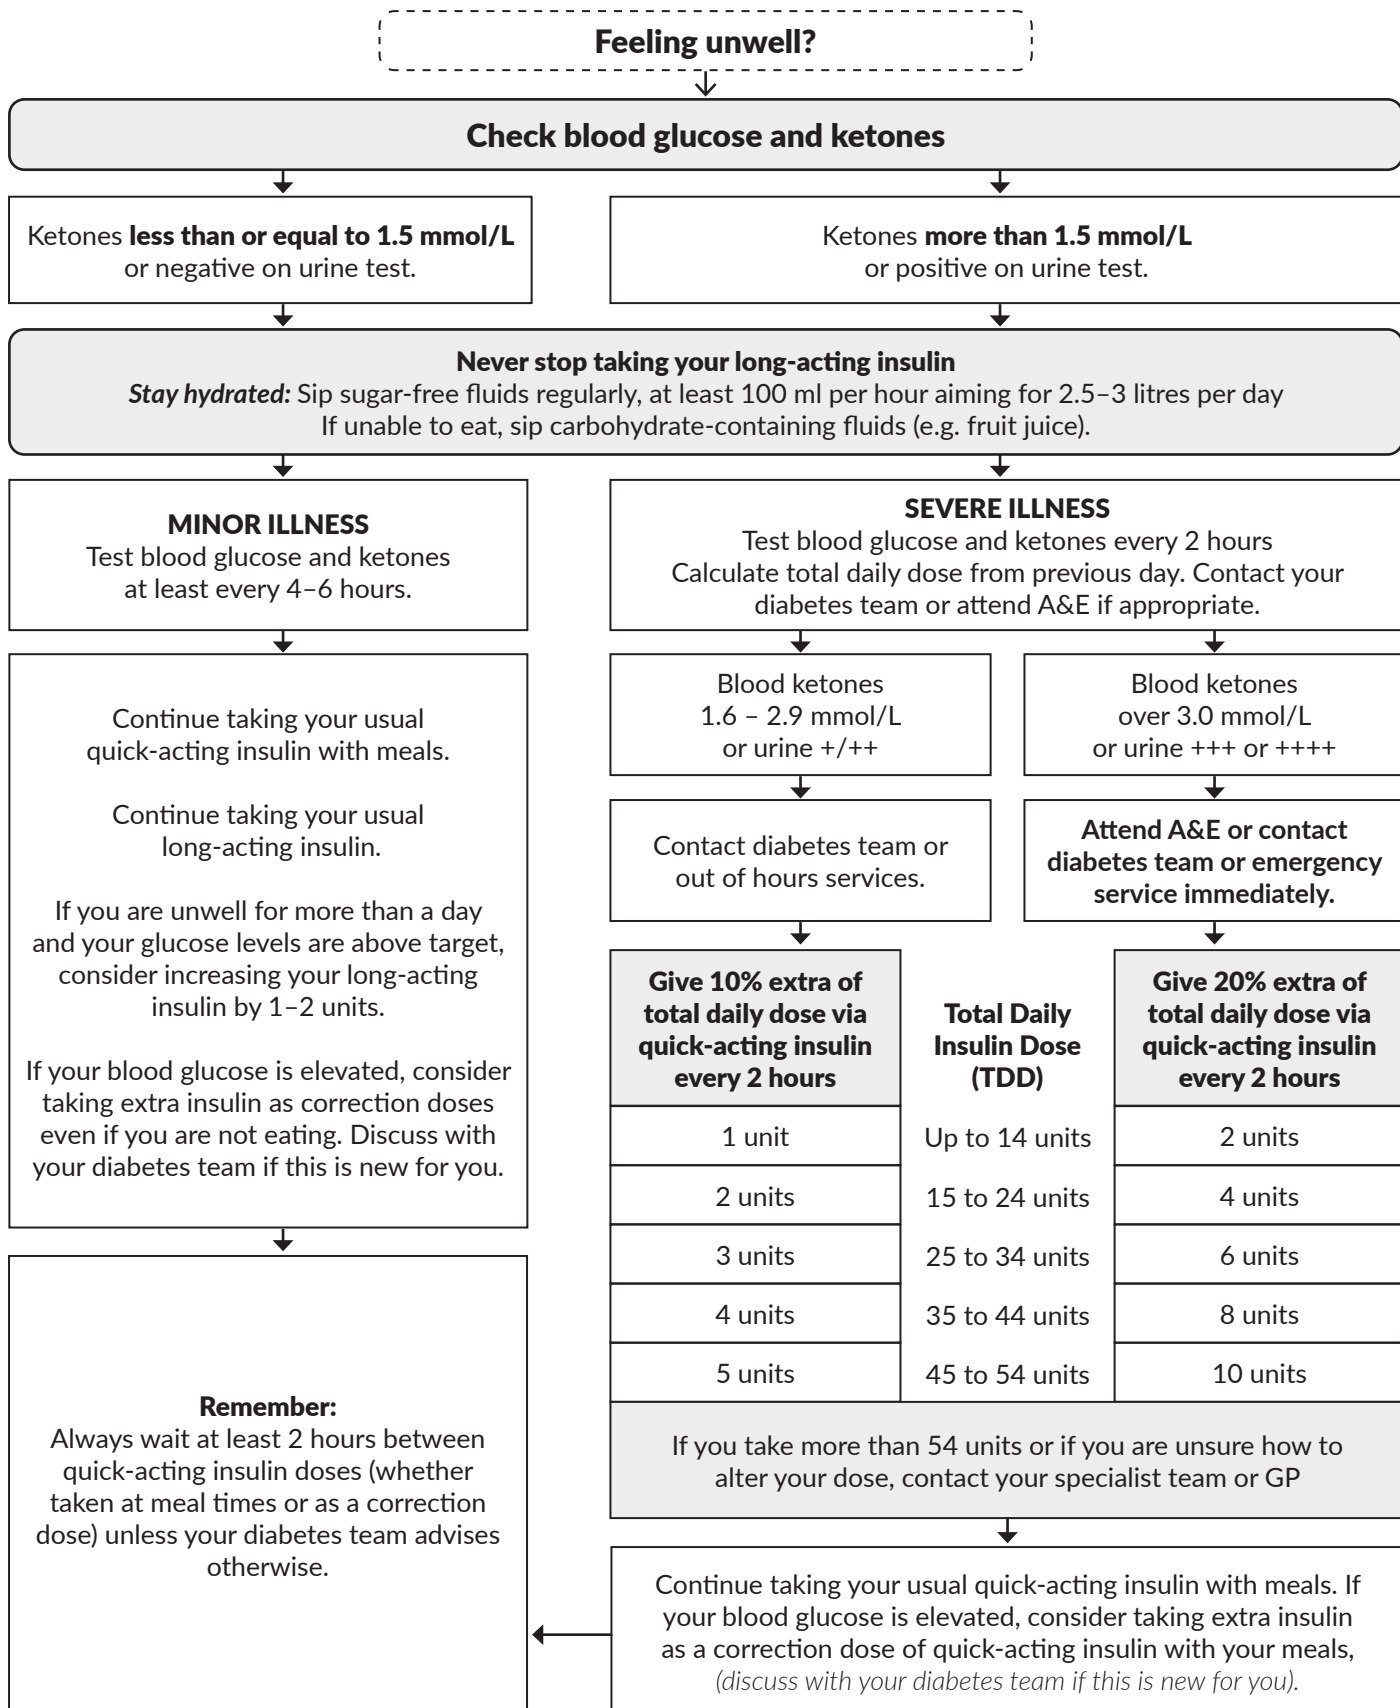 Feeling unwell?
Check blood glucose and ketones
Ketones less than or equal to 1.5 mmol/L
or negative on urine test.
Ketones more than 1.5 mmol/L
or positive on urine test.
Never stop taking your long-acting insulin
Stay hydrated: Sip sugar-free fluids regularly, at least 100 ml per hour aiming for 2.5–3 litres per day
If unable to eat, sip carbohydrate-containing fluids (e.g. fruit juice).
MINOR ILLNESS
Test blood glucose and ketones
at least every 4–6 hours.
Continue taking your usual
quick-acting insulin with meals.
Continue taking your usual
long-acting insulin.
If you are unwell for more than a day
and your glucose levels are above target,
consider increasing your long-acting
insulin by 1–2 units.
If your blood glucose is elevated, consider
taking extra insulin as correction doses
even if you are not eating. Discuss with
your diabetes team if this is new for you.
SEVERE ILLNESS
Test blood glucose and ketones every 2 hours
Calculate total daily dose from previous day. Contact your
diabetes team or attend A&E if appropriate.
Blood ketones
1.6 – 2.9 mmol/L
or urine +/++
Blood ketones
over 3.0 mmol/L
or urine +++ or ++++
Contact diabetes team or
out of hours services.
Attend A&E or contact
diabetes team or emergency
service immediately.
Give 10% extra of
total daily dose via
quick-acting insulin
every 2 hours
Total Daily
Insulin Dose
(TDD)
Give 20% extra of
total daily dose via
quick-acting insulin
every 2 hours
1 unit Up to 14 units 2 units
2 units 15 to 24 units 4 units
3 units 25 to 34 units 6 units
4 units 35 to 44 units 8 units
5 units 45 to 54 units 10 units
If you take more than 54 units or if you are unsure how to
alter your dose, contact your specialist team or GP
Continue taking your usual quick-acting insulin with meals. If
your blood glucose is elevated, consider taking extra insulin
as a correction dose of quick-acting insulin with your meals,
(discuss with your diabetes team if this is new for you).
Remember:
Always wait at least 2 hours between
quick-acting insulin doses (whether
taken at meal times or as a correction
dose) unless your diabetes team advises
otherwise.